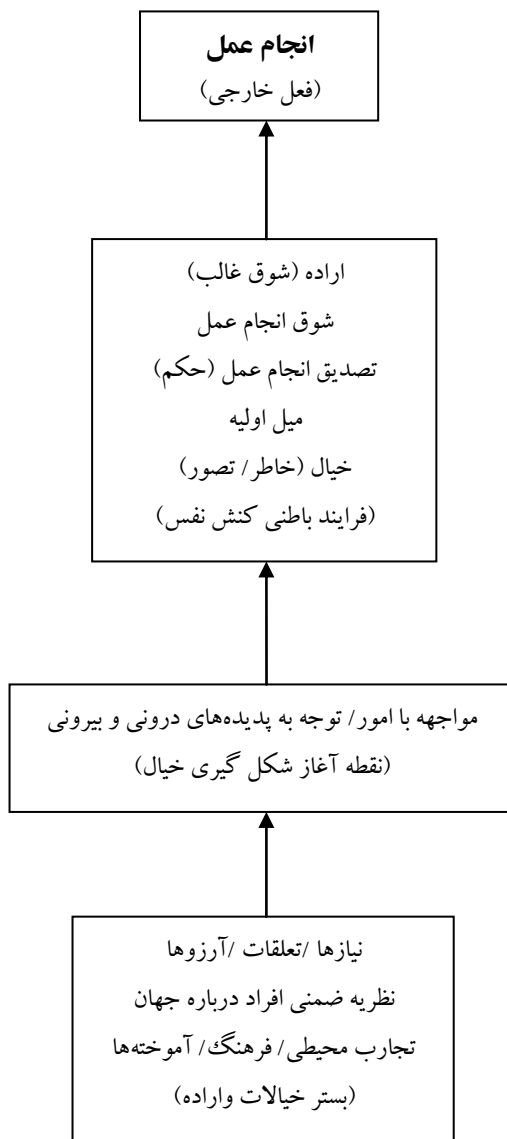 انجام عمل
(فعل خارجی)
اراده (شوق غالب)
شوق انجام عمل
تصدیق انجام عمل (حکم)
میل اولیه
خیال (خاطر/ تصور)
(فرایند باطنی کنش نفس)
مواجهه با امور/ توجه به پدیده‌های درونی و بیرونی
(نقطه آغاز شکل گیری خیال)
نیازها /تعلقات /آرزوها
نظریه ضمنی افراد درباره جهان
تجارب محیطی/ فرهنگ/ آموخته‌ها
(بستر خیالات واراده)